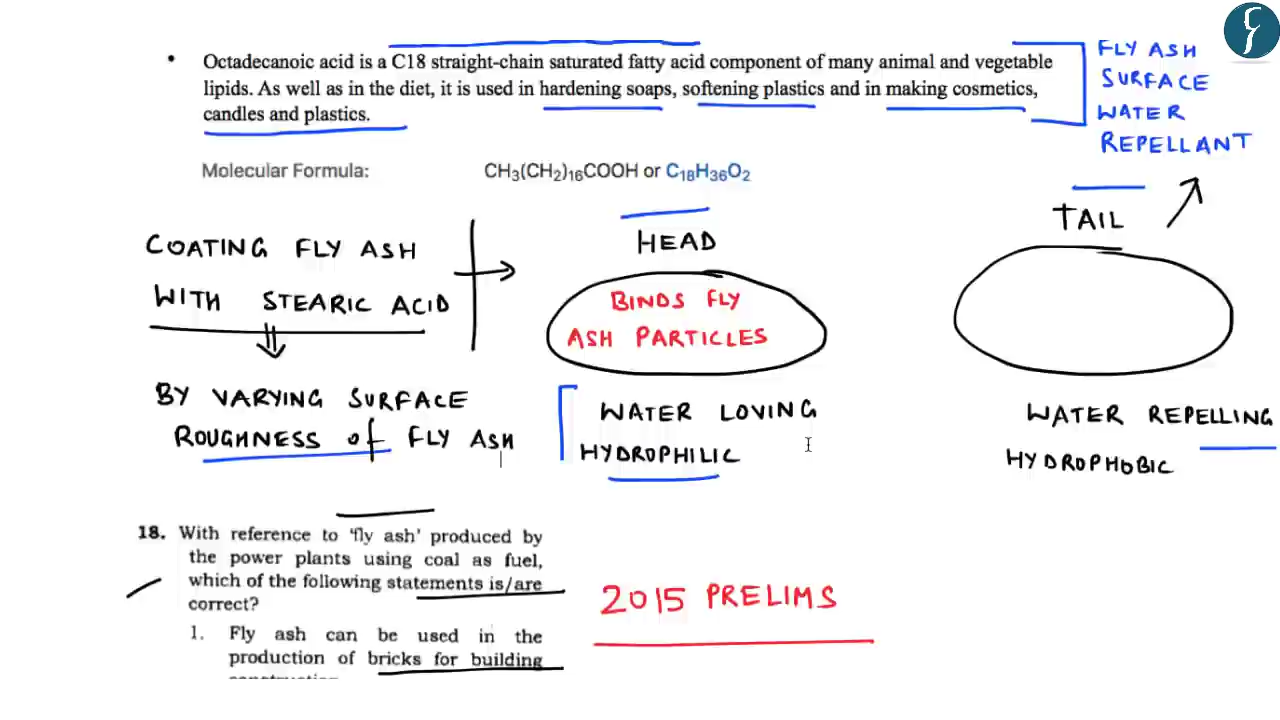 • Octadecanoic acid is a C18 straight-chain saturated fatty acid component of many animal and vegetable
lipids. As well as in the diet, it is used in hardening soaps, softening plastics and in making cosmetics,
candles and plastics.
FLY ASH
SURFACE
WATER
REPELLANT
Molecular Formula: CH3(CH2)16COOH or C18H36O2
COATING FLY ASH
WITH STEARIC ACID
BY VARYING SURFACE
ROUGHNESS of FLY ASH
HEAD
BINDS FLY
ASH PARTICLES
WATER LOVING
HYDROPHILIC
TAIL
WATER REPELLING
HYDROPHOBIC
18. With reference to 'fly ash' produced by
the power plants using coal as fuel,
which of the following statements is/are
correct?
1. Fly ash can be used in the
production of bricks for building
2015 PRELIMS